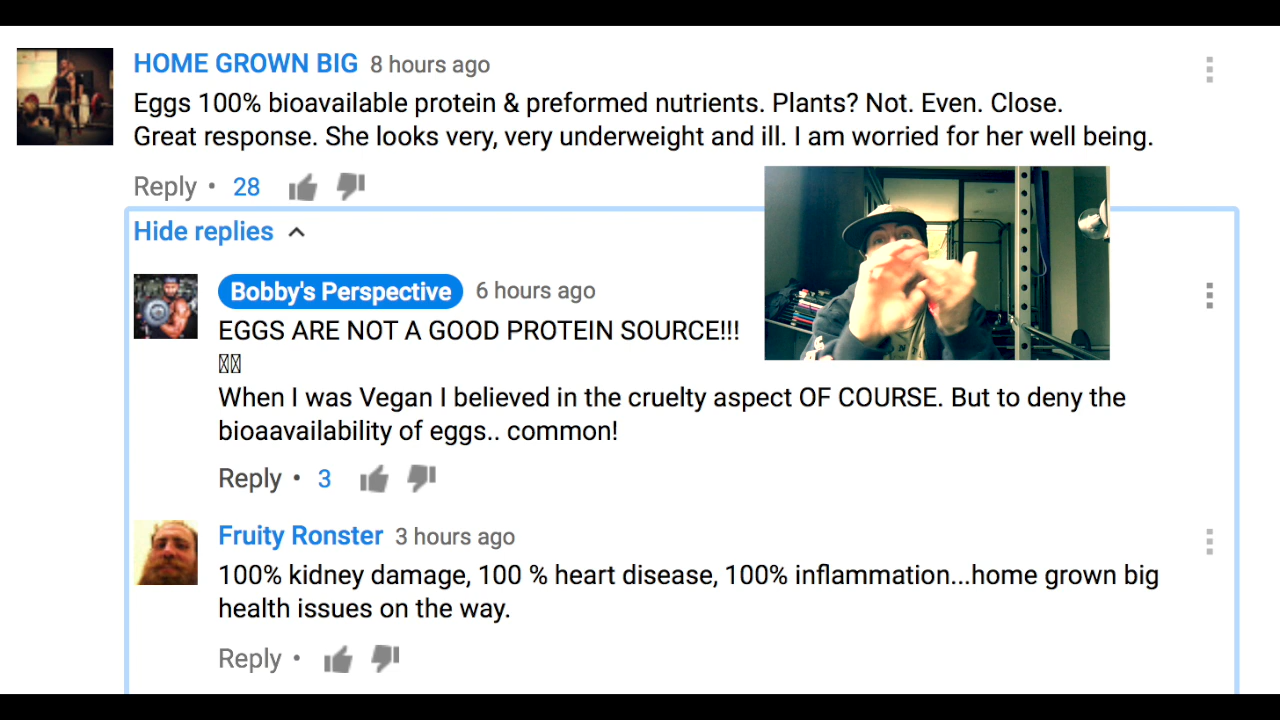 HOME GROWN BIG 8 hours ago
Eggs 100% bioavailable protein & preformed nutrients. Plants? Not. Even. Close.
Great response. She looks very, very underweight and ill. I am worried for her well being.
Reply • 28
Hide replies
Bobby's Perspective 6 hours ago
EGGS ARE NOT A GOOD PROTEIN SOURCE!!!
When I was Vegan I believed in the cruelty aspect OF COURSE. But to deny the
bioaavailability of eggs.. common!
Reply • 3
Fruity Ronster 3 hours ago
100% kidney damage, 100 % heart disease, 100% inflammation...home grown big
health issues on the way.
Reply •